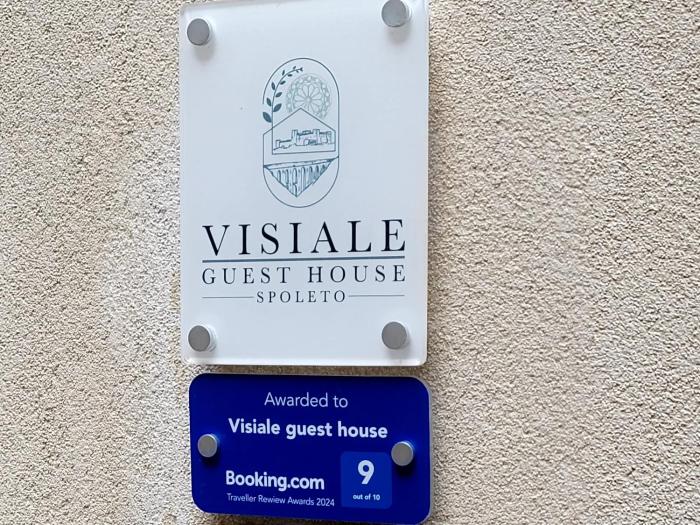 VISIALE
GUEST HOUSE
SPOLETO
Awarded to
Visiale guest house
Booking.com
9
Traveller Rewiew Awards 2024
out of 10